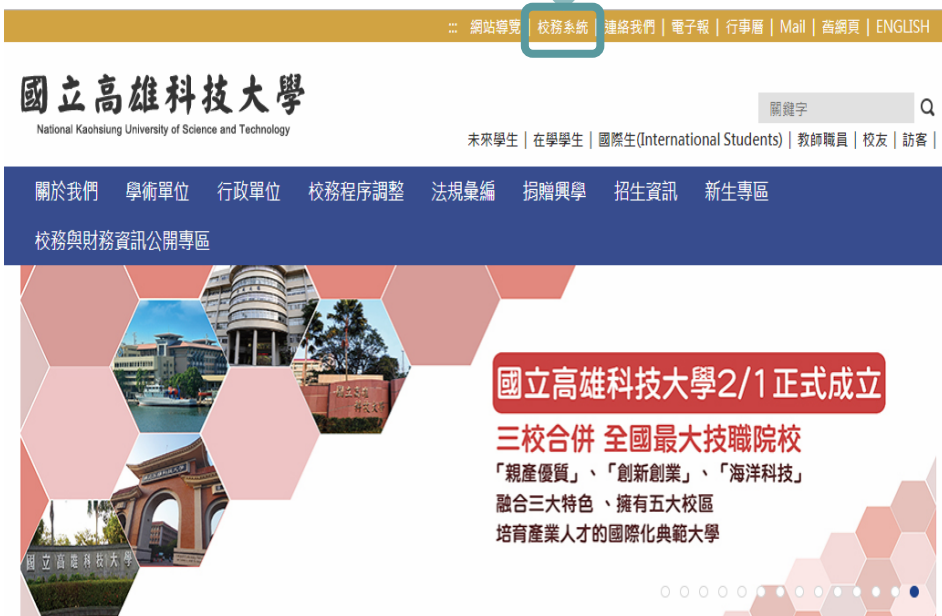 ::: 網站導覽 | 校務系統 | 連絡我們 | 電子報 | 行事曆 | Mail | 舊網頁 | ENGLISH
國立高雄科技大學
National Kaohsiung University of Science and Technology
關鍵字
未來學生 | 在學學生 | 國際生(International Students) | 教師職員 | 校友 | 訪客 |
關於我們 學術單位 行政單位 校務程序調整 法規彙編 捐贈興學 招生資訊 新生專區
校務與財務資訊公開專區
國立高雄科技大學2/1正式成立
三校合併 全國最大技職院校
「親產優質」、「創新創業」、「海洋科技」
融合三大特色、擁有五大校區
培育產業人才的國際化典範大學
國立高雄科技大學